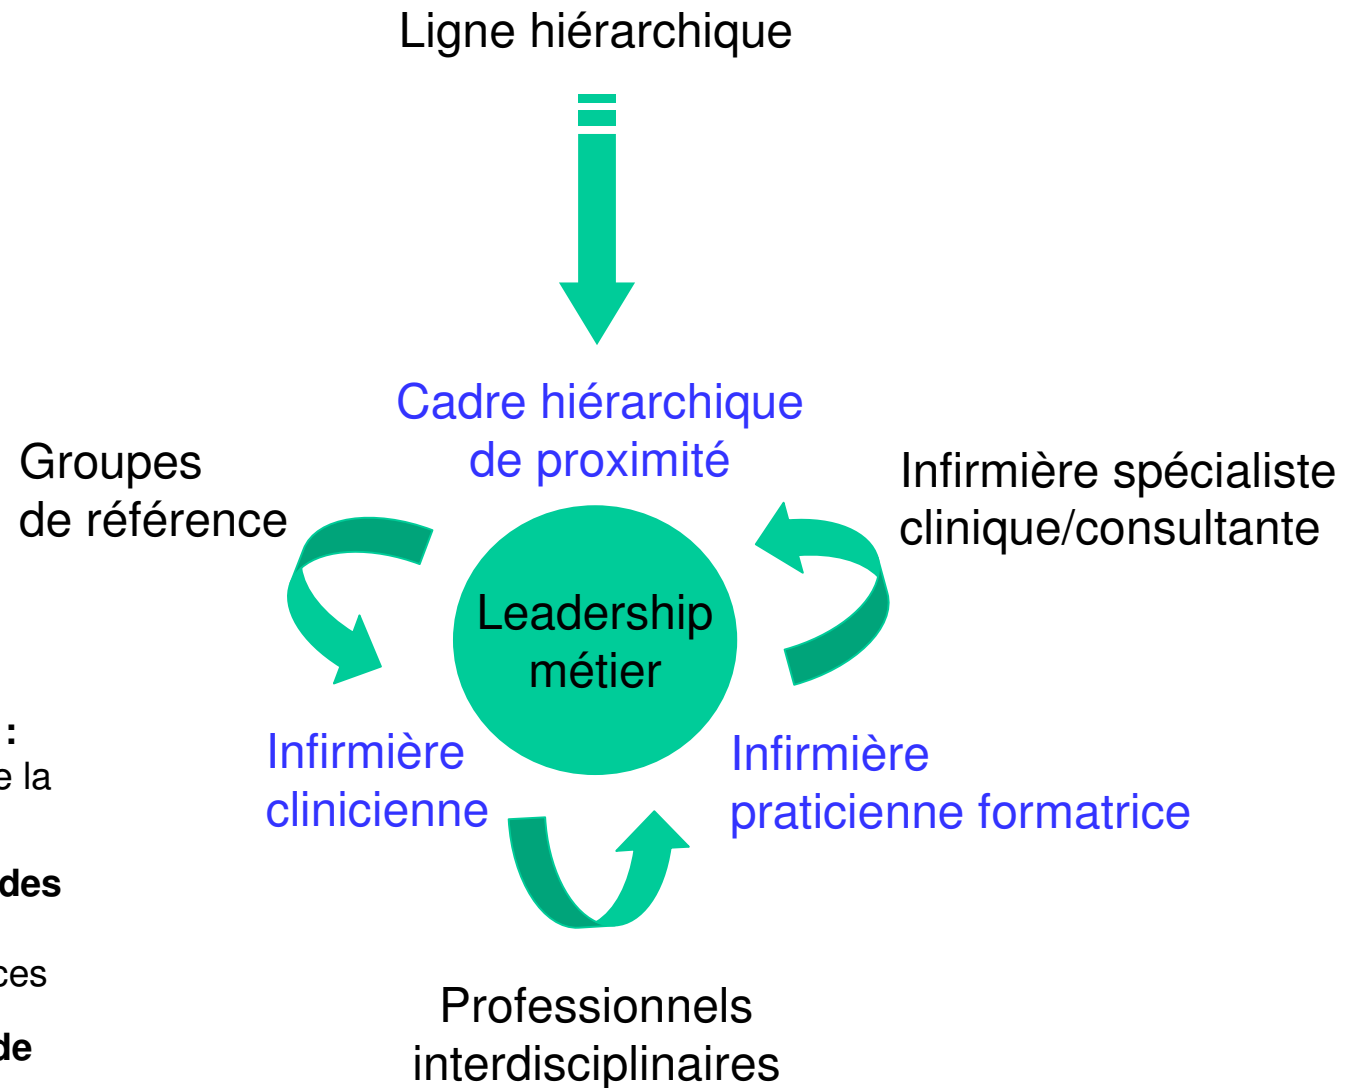 Ligne hiérarchique
Cadre hiérarchique
de proximité
Groupes
de référence
Infirmière spécialiste
clinique/consultante
Leadership
métier
Infirmière
clinicienne
Infirmière
praticienne formatrice
Professionnels
interdisciplinaires
:
la
des
de